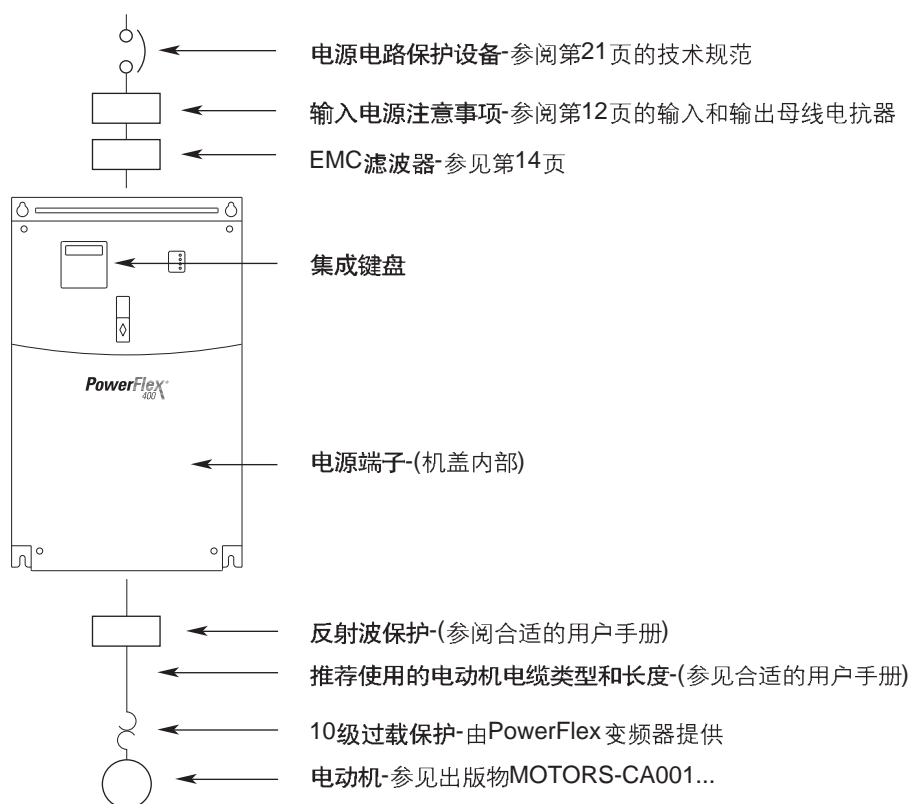 电源电路保护设备-参阅第21页的技术规范
输入电源注意事项-参阅第12页的输入和输出母线电抗器
EMC滤波器-参见第14页
集成键盘
PowerFlex
400
电源端子-(机盖内部)
反射波保护-(参阅合适的用户手册)
推荐使用的电动机电缆类型和长度-(参见合适的用户手册)
10级过载保护-由PowerFlex变频器提供
电动机-参见出版物MOTORS-CA001...